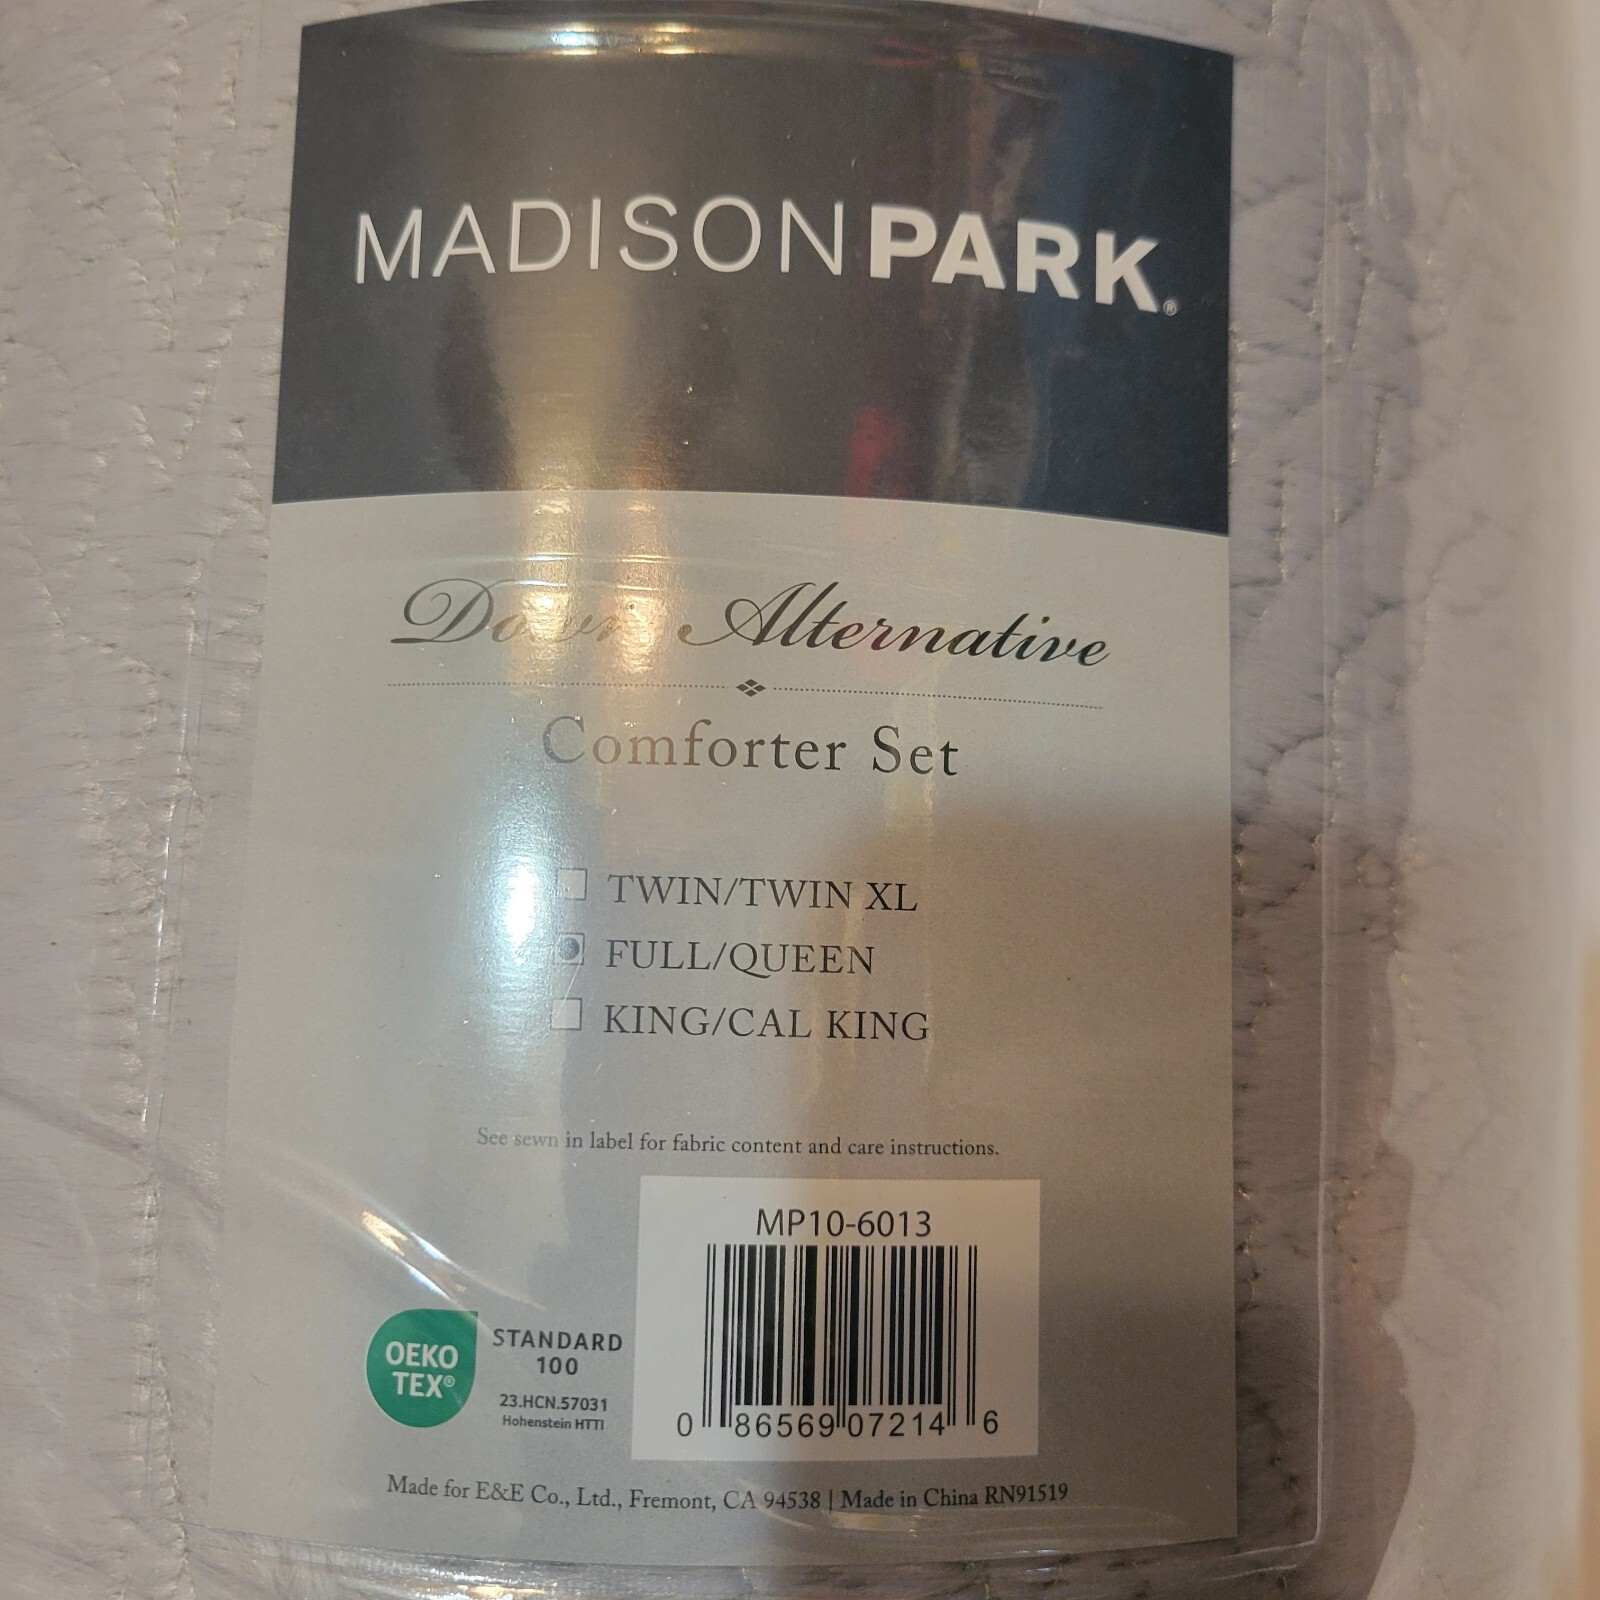 MADISONPARK®
Down Alternative
Comforter Set
TWIN/TWIN XL
FULL/QUEEN
KING/CAL KING
See sewn in label for fabric content and care instructions.
MP10-6013
0 86569 07214 6
OEKO
TEX®
STANDARD
100
23.HCN.57031
Hohenstein HTTI
Made for E&E Co., Ltd., Fremont, CA 94538 | Made in China RN91519